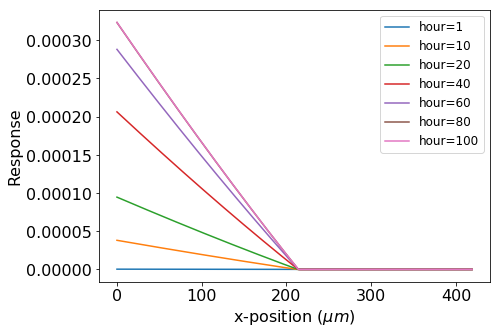 0.00030
0.00025
0.00020
0.00015
0.00010
0.00005
0.00000
Response
0 100 200 300 400
x-position (μm)
hour=1
hour=10
hour=20
hour=40
hour=60
hour=80
hour=100